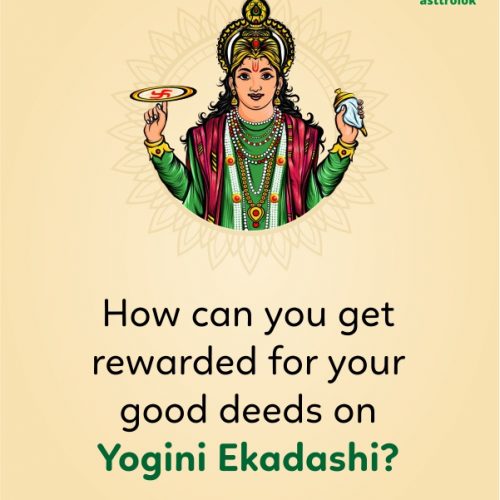 asttrolok
How can you get
rewarded for your
good deeds on
Yogini Ekadashi?